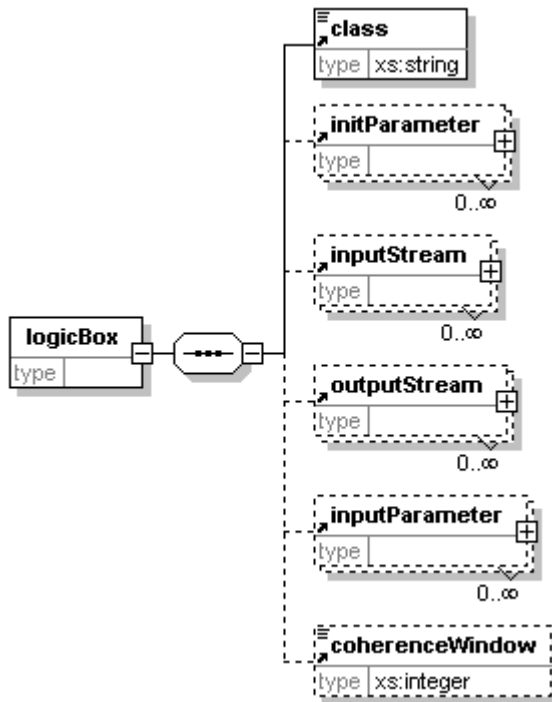 class
type xs:string
initParameter
type
0..∞
inputStream
type
0..∞
logicBox
type
outputStream
type
0..∞
inputParameter
type
0..∞
coherenceWindow
type xs:integer